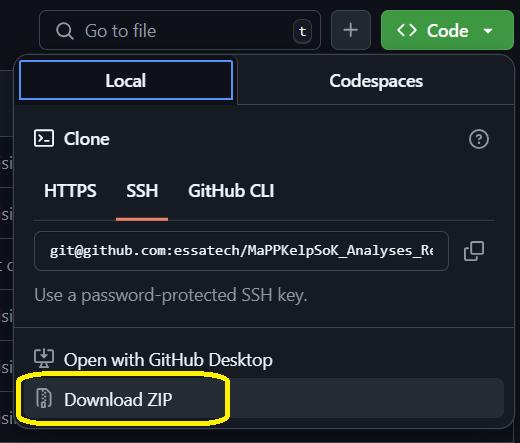 Go to file
t
Code
Local
Codespaces
Clone
HTTPS
SSH
GitHub CLI
git@github.com:essatech/MaPPKelpSoK_Analyses_Re
Use a password-protected SSH key.
Open with GitHub Desktop
Download ZIP